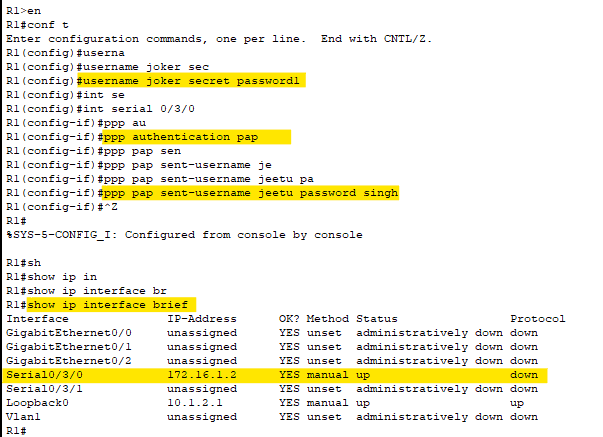 R1>en
R1#conf t
Enter configuration commands, one per line.  End with CNTL/Z.
R1(config)#userna
R1(config)#username joker sec
R1(config)#username joker secret password1
R1(config)#int se
R1(config)#int serial 0/3/0
R1(config-if)#ppp au
R1(config-if)#ppp authentication pap
R1(config-if)#ppp pap sen
R1(config-if)#ppp pap sent-username je
R1(config-if)#ppp pap sent-username jeetu pa
R1(config-if)#ppp pap sent-username jeetu password singh
R1(config-if)#^Z
R1#
%SYS-5-CONFIG_I: Configured from console by console
R1#sh
R1#show ip in
R1#show ip interface br
R1#show ip interface brief
Interface              IP-Address      OK? Method Status                Protocol
GigabitEthernet0/0     unassigned      YES unset  administratively down down
GigabitEthernet0/1     unassigned      YES unset  administratively down down
GigabitEthernet0/2     unassigned      YES unset  administratively down down
Serial0/3/0            172.16.1.2      YES manual up                    down
Serial0/3/1            unassigned      YES unset  administratively down down
Loopback0              10.1.2.1        YES manual up                    up
Vlan1                  unassigned      YES unset  administratively down down
R1#